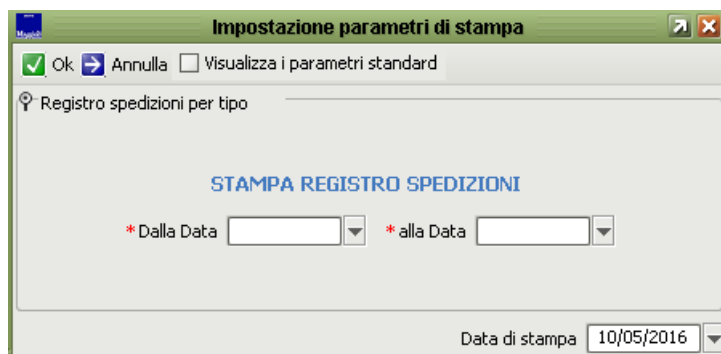 Impostazione parametri di stampa
Ok Annulla Visualizza i parametri standard
Registro spedizioni per tipo
STAMPA REGISTRO SPEDIZIONI
*Dalla Data *alla Data
Data di stampa 10/05/2016